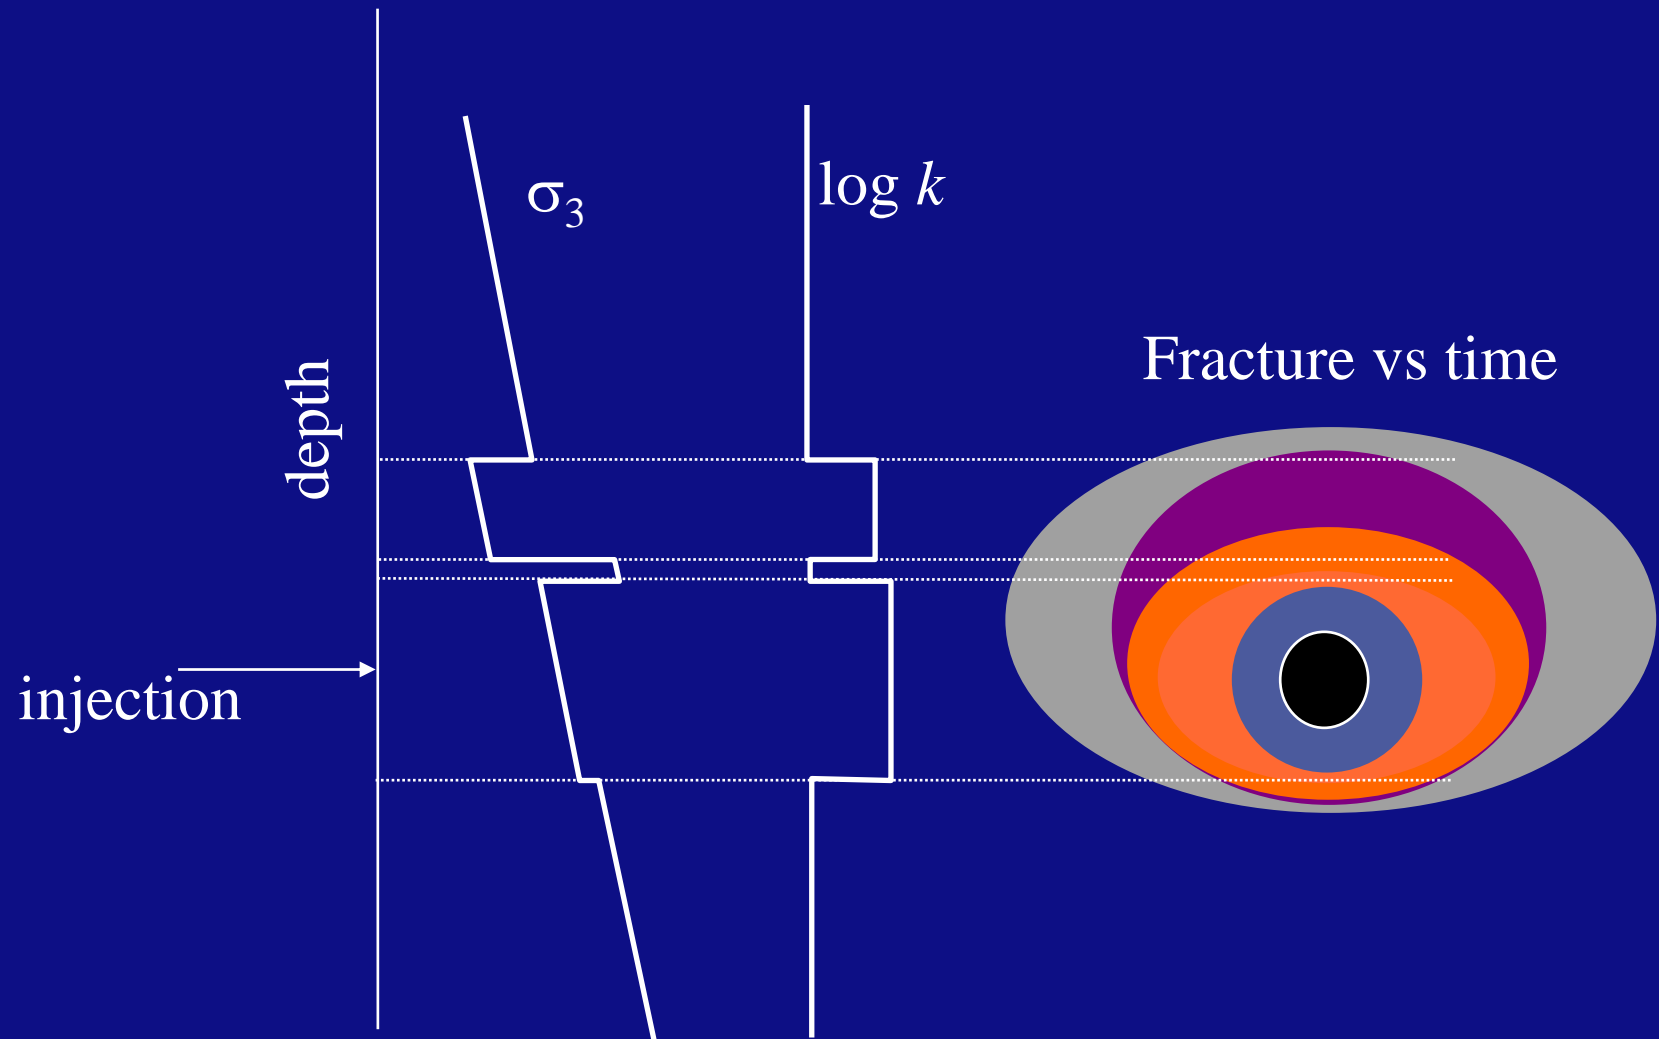 σ₃
log k
Fracture vs time
depth
injection